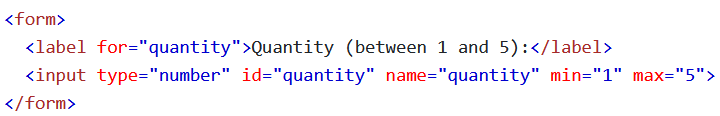 <form>
<label for="quantity">Quantity (between 1 and 5):</label>
<input type="number" id="quantity" name="quantity" min="1" max="5">
</form>